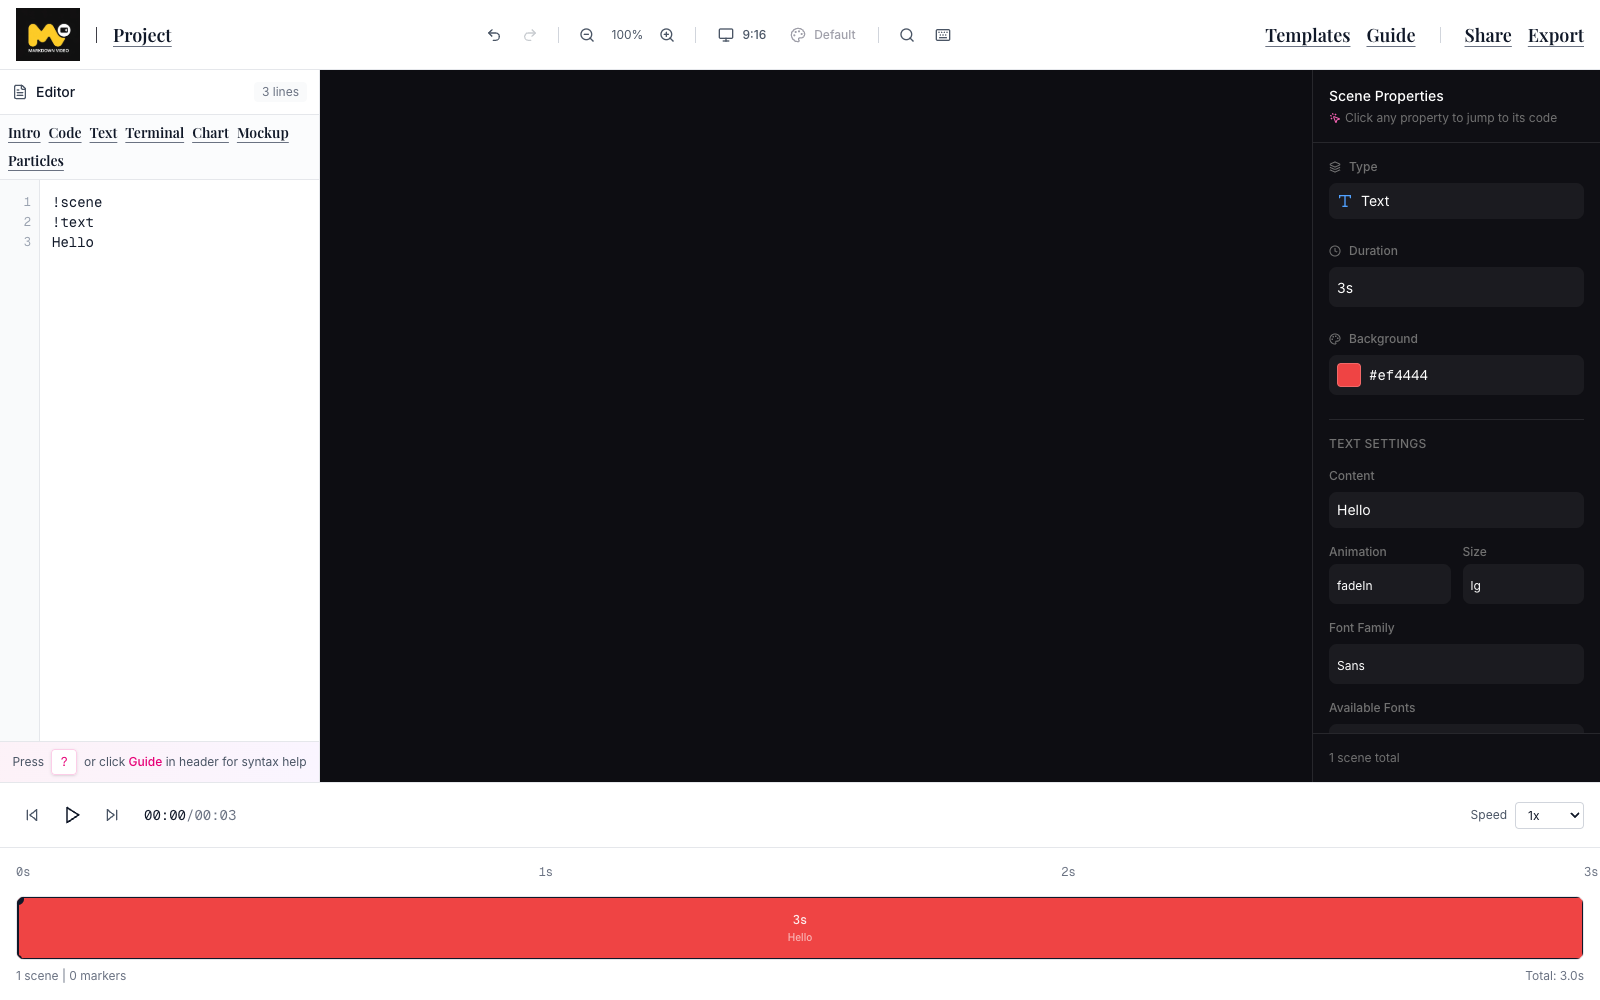 MARKDOWN VIDEO
Project
100%
9:16
Default
Templates
Guide
Share
Export
Editor
3 lines
Intro Code Text Terminal Chart Mockup
Particles
1 !scene
2 !text
3 Hello
Press ? or click Guide in header for syntax help
Scene Properties
Click any property to jump to its code
Type
Text
Duration
3s
Background
#ef4444
TEXT SETTINGS
Content
Hello
Animation Size
fadeIn lg
Font Family
Sans
Available Fonts
1 scene total
00:00/00:03
Speed 1x
0s 1s 2s 3s
3s
Hello
1 scene | 0 markers
Total: 3.0s